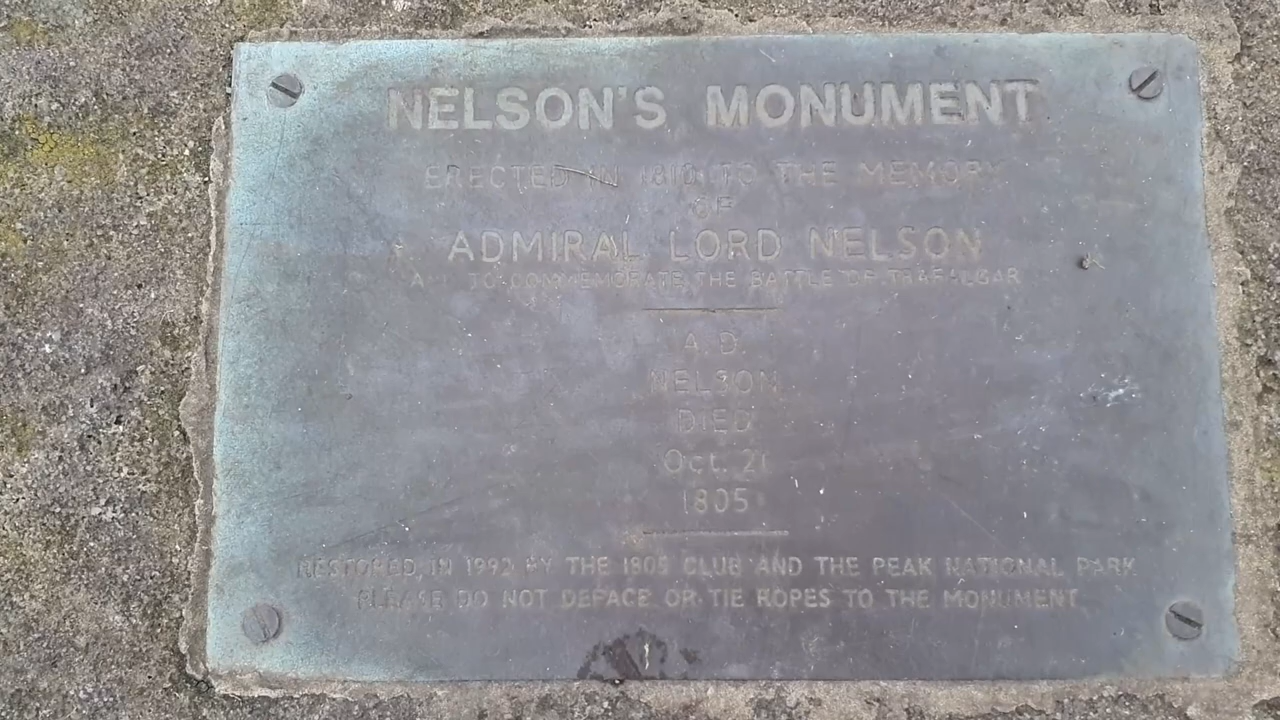 NELSON'S MONUMENT
ERECTED IN 1810 TO THE MEMORY
OF
ADMIRAL LORD NELSON
TO COMMEMORATE THE BATTLE OF TRAFALGAR
A.D.
NELSON
DIED
Oct. 21
1805
RESTORED IN 1992 BY THE 1805 CLUB AND THE PEAK NATIONAL PARK
PLEASE DO NOT DEFACE OR TIE ROPES TO THE MONUMENT